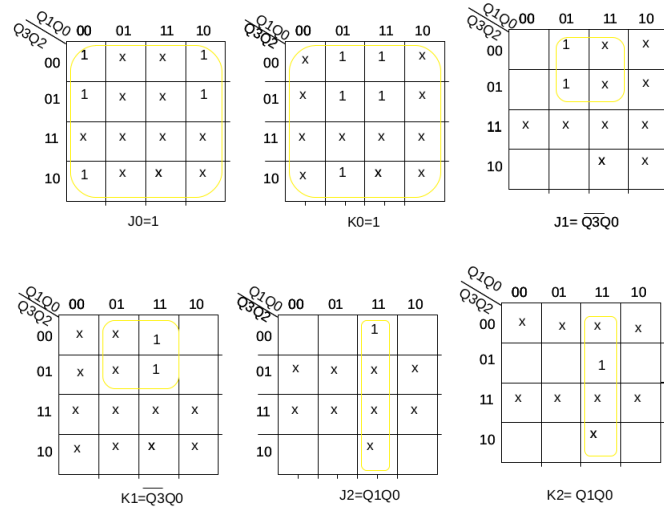 Q1Q0 00 01 11 10
Q3Q2
00 1 x x 1
01 1 x x 1
11 x x x x
10 1 x x x
J0=1
Q1Q0 00 01 11 10
Q3Q2
00 x 1 1 x
01 x 1 1 x
11 x x x x
10 x 1 x x
K0=1
Q1Q0 00 01 11 10
Q3Q2
00 1 x x
01 1 x x
11 x x x x
10 x x
J1= Q̅3̅Q0
Q1Q0 00 01 11 10
Q3Q2
00 x x 1
01 x x 1
11 x x x x
10 x x x x
K1=Q̅3̅Q0
Q1Q0 00 01 11 10
Q3Q2
00 1
01 x x x x
11 x x x x
10 x
J2=Q1Q0
Q1Q0 00 01 11 10
Q3Q2
00 x x x x
01 1
11 x x x x
10 x
K2= Q1Q0